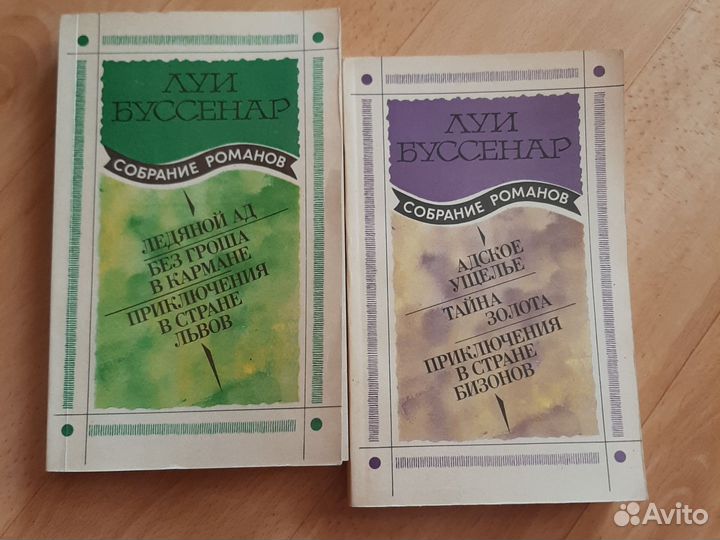 ЛУИ
БУССЕНАР
СОБРАНИЕ РОМАНОВ
ЛЕДЯНОЙ АД
БЕЗ ГРОША
В КАРМАНЕ
ПРИКЛЮЧЕНИЯ
В СТРАНЕ
ЛЬВОВ
ЛУИ
БУССЕНАР
СОБРАНИЕ РОМАНОВ
АДСКОЕ
УЩЕЛЬЕ
ТАЙНА
ЗОЛОТА
ПРИКЛЮЧЕНИЯ
В СТРАНЕ
БИЗОНОВ
Avito